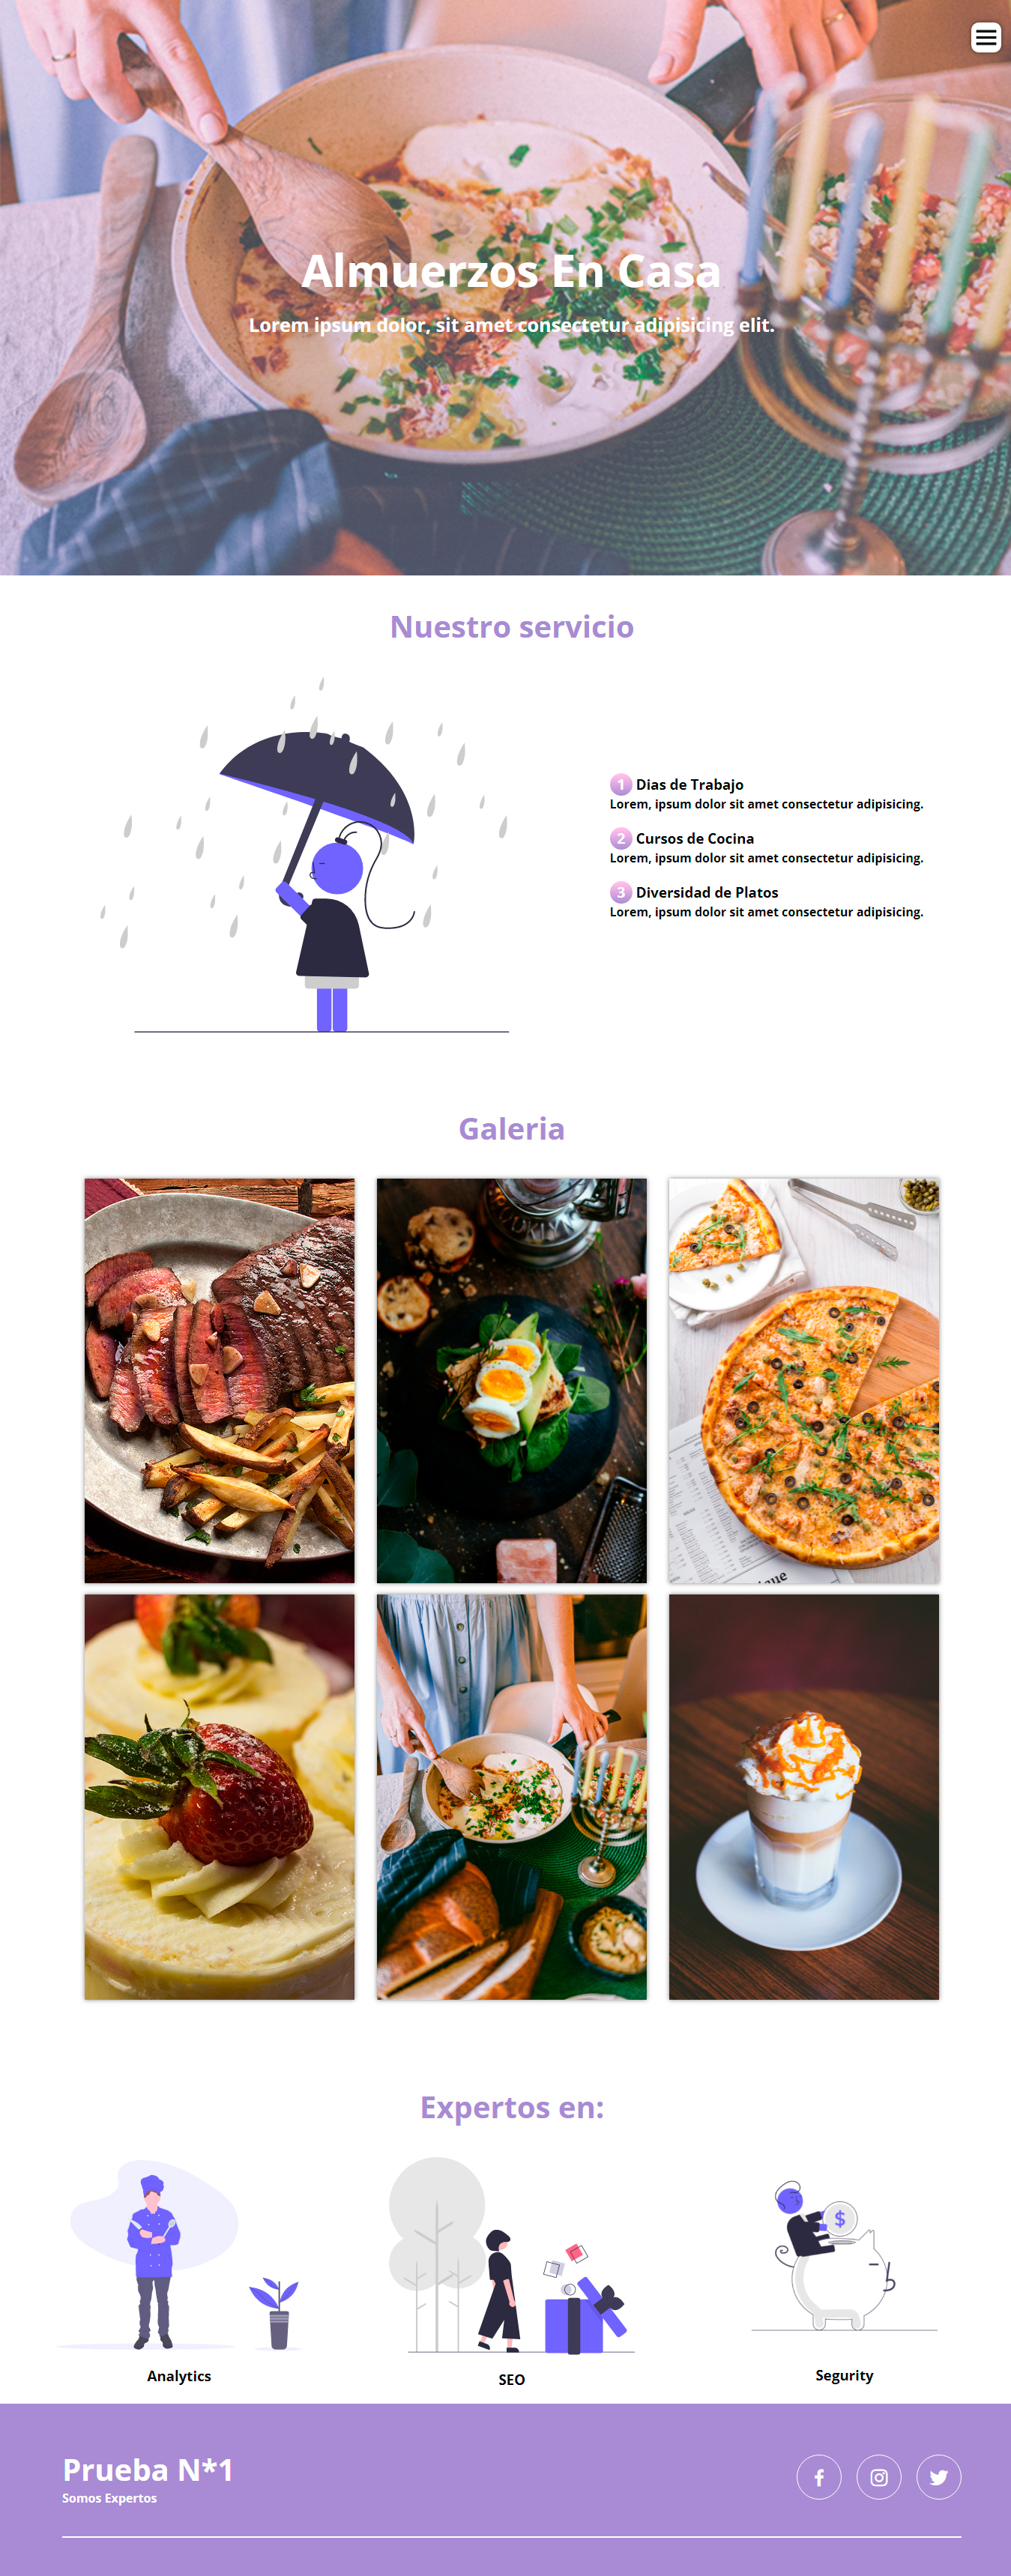 Almuerzos En Casa
Lorem ipsum dolor, sit amet consectetur adipisicing elit.
Nuestro servicio
1 Dias de Trabajo
Lorem, ipsum dolor sit amet consectetur adipisicing.
2 Cursos de Cocina
Lorem, ipsum dolor sit amet consectetur adipisicing.
3 Diversidad de Platos
Lorem, ipsum dolor sit amet consectetur adipisicing.
Galeria
Expertos en:
$
Analytics
SEO
Segurity
Prueba N*1
Somos Expertos